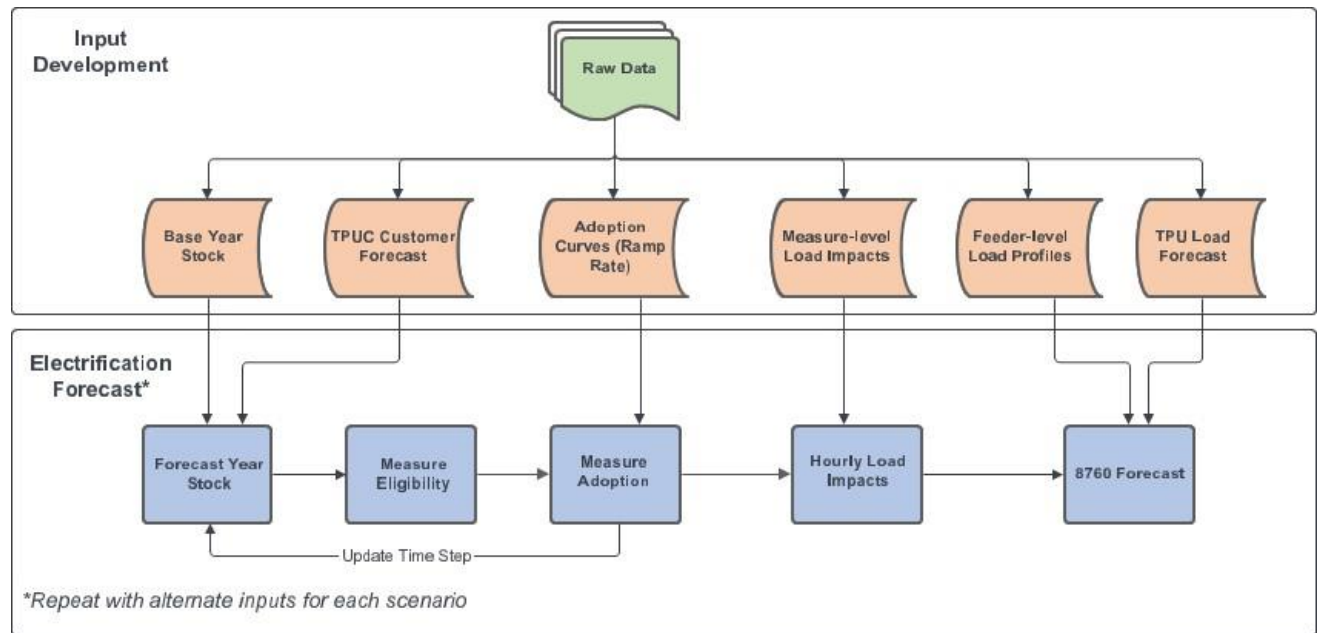 Input
Development
Raw Data
Base Year
Stock
TPUC Customer
Forecast
Adoption
Curves (Ramp
Rate)
Measure-level
Load Impacts
Feeder-level
Load Profiles
TPU Load
Forecast
Electrification
Forecast*
Forecast Year
Stock
Measure
Eligibility
Measure
Adoption
Hourly Load
Impacts
8760 Forecast
Update Time Step
*Repeat with alternate inputs for each scenario